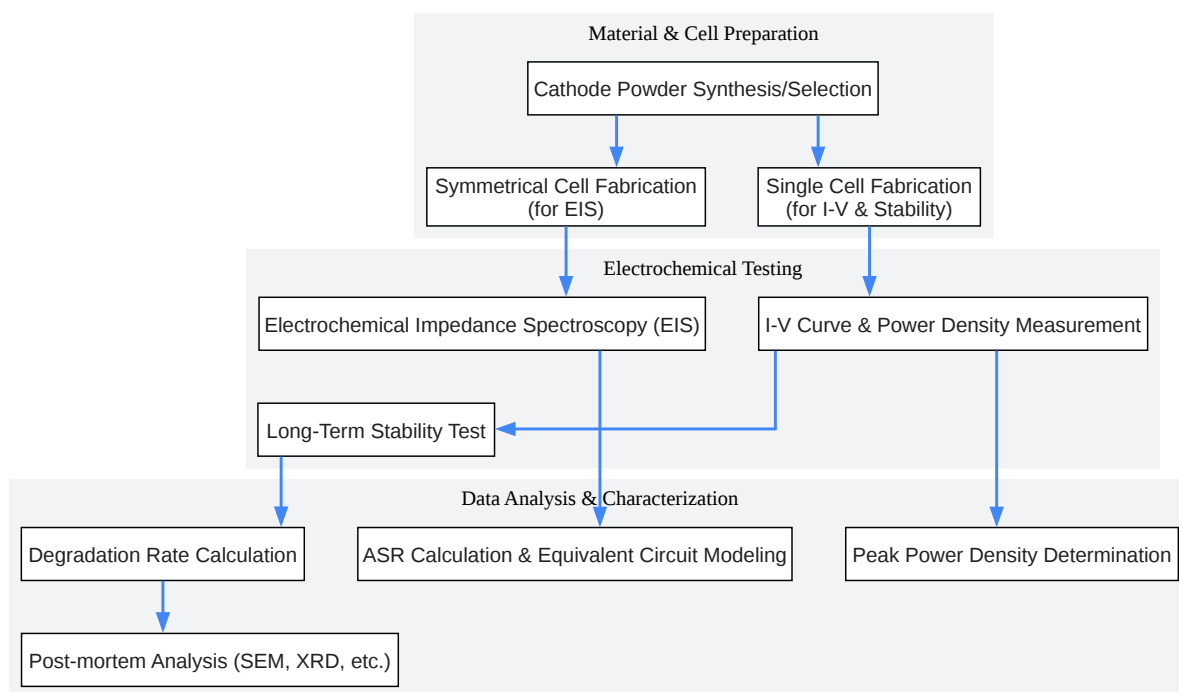 Material & Cell Preparation
Cathode Powder Synthesis/Selection
Symmetrical Cell Fabrication
(for EIS)
Single Cell Fabrication
(for I-V & Stability)
Electrochemical Testing
Electrochemical Impedance Spectroscopy (EIS)
I-V Curve & Power Density Measurement
Long-Term Stability Test
Data Analysis & Characterization
Degradation Rate Calculation
ASR Calculation & Equivalent Circuit Modeling
Peak Power Density Determination
Post-mortem Analysis (SEM, XRD, etc.)